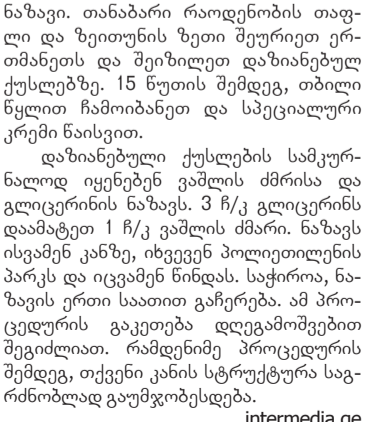 ნაზავი. თანაბარი რაოდენობის თაფ-
ლი და ზეითუნის ზეთი შეურიეთ ერ-
თმანეთს და შეიზილეთ დაზიანებულ
ქუსლებზე. 15 წუთის შემდეგ, თბილი
წყლით ჩამოიბანეთ და სპეციალური
კრემი წაისვით.
დაზიანებული ქუსლების სამკურ-
ნალოდ იყენებენ ვაშლის ძმრისა და
გლიცერინის ნაზავს. 3 ჩ/კ გლიცერინს
დაამატეთ 1 ჩ/კ ვაშლის ძმარი. ნაზავს
ისვამენ კანზე, იხვევენ პოლიეთილენის
პარკს და იცვამენ წინდას. საჭიროა, ნა-
ზავის ერთი საათით გაჩერება. ამ პრო-
ცედურის გაკეთება დღეგამოშვებით
შეგიძლიათ. რამდენიმე პროცედურის
შემდეგ, თქვენი კანის სტრუქტურა საგ-
რძნობლად გაუმჯობესდება.
intermedia.ge